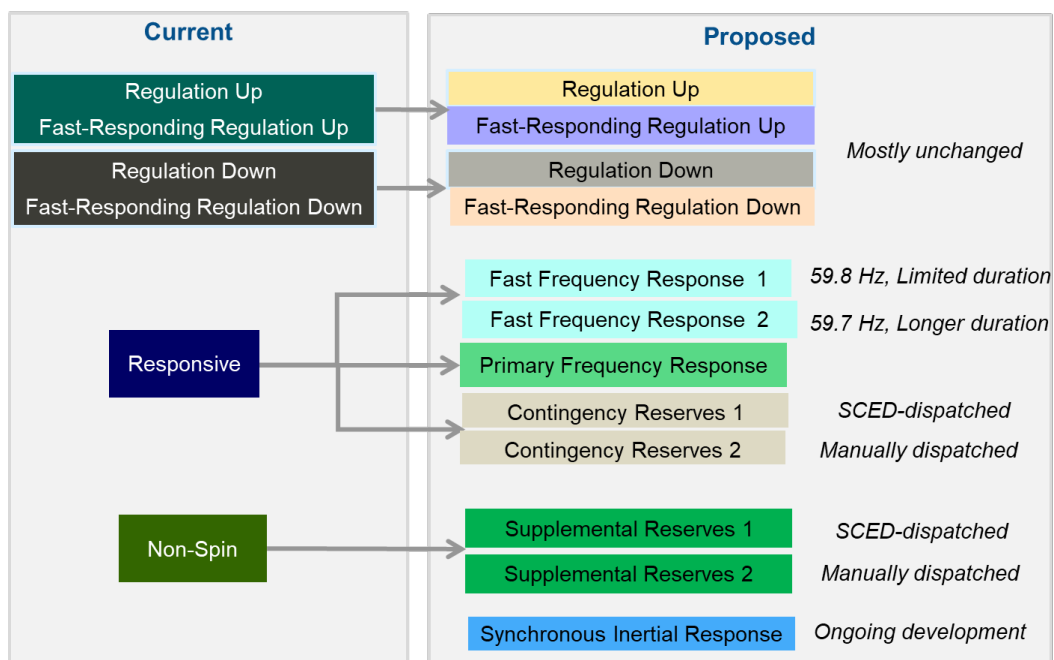 Current
Proposed
Regulation Up
Fast-Responding Regulation Up
Regulation Down
Fast-Responding Regulation Down
Responsive
Non-Spin
Regulation Up
Fast-Responding Regulation Up
Regulation Down
Fast-Responding Regulation Down
Mostly unchanged
Fast Frequency Response 1
59.8 Hz, Limited duration
Fast Frequency Response 2
59.7 Hz, Longer duration
Primary Frequency Response
Contingency Reserves 1
SCED-dispatched
Contingency Reserves 2
Manually dispatched
Supplemental Reserves 1
SCED-dispatched
Supplemental Reserves 2
Manually dispatched
Synchronous Inertial Response
Ongoing development